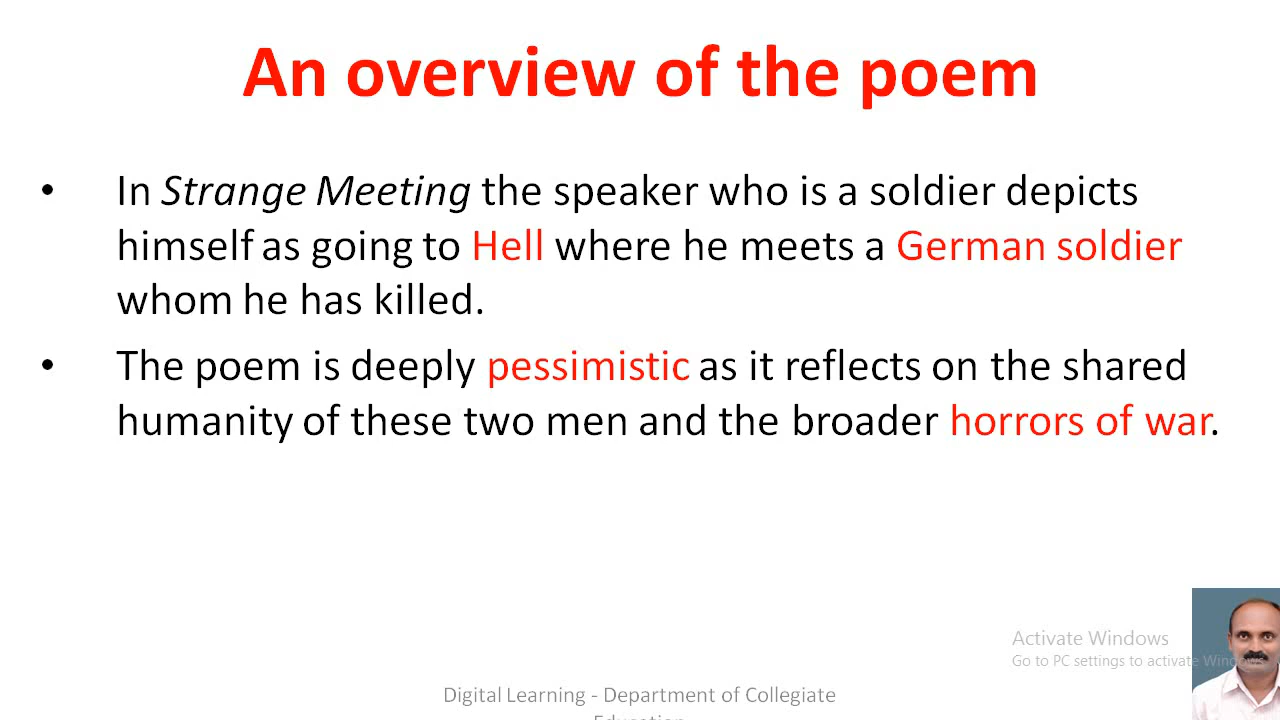 An overview of the poem
• In Strange Meeting the speaker who is a soldier depicts
himself as going to Hell where he meets a German soldier
whom he has killed.
• The poem is deeply pessimistic as it reflects on the shared
humanity of these two men and the broader horrors of war.
Activate Windows
Go to PC settings to activate Windows.
Digital Learning - Department of Collegiate
Education